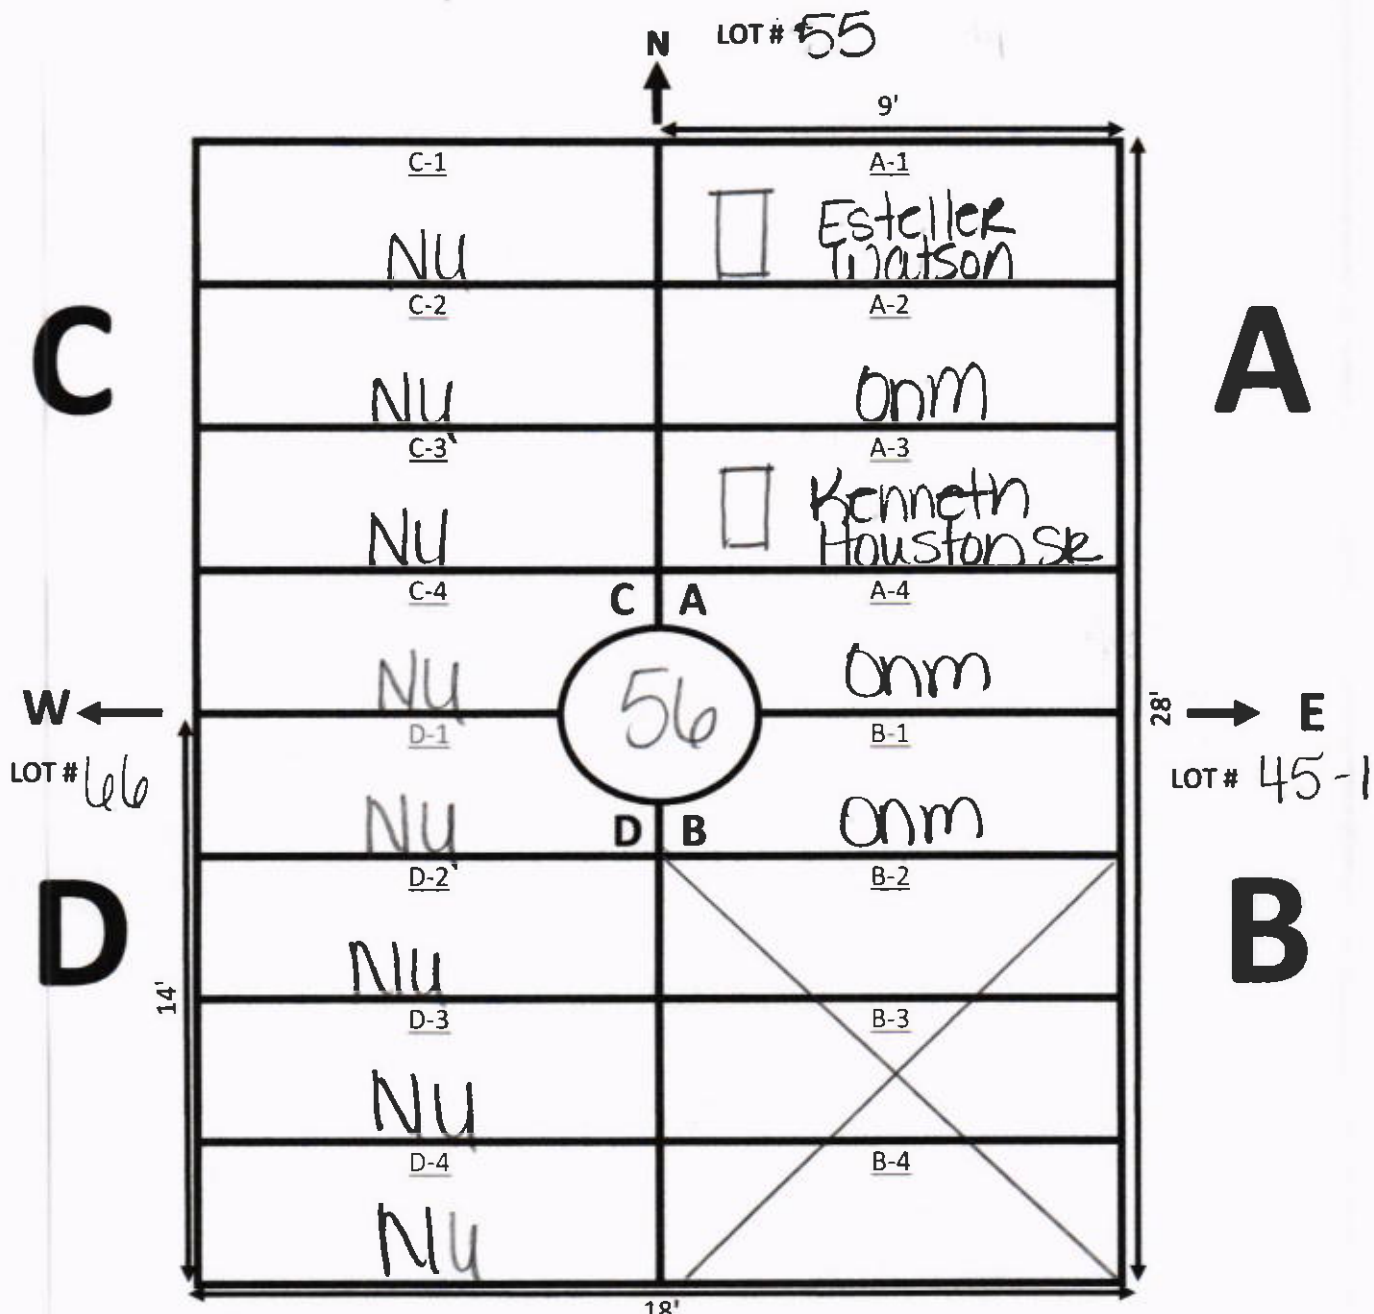 N LOT # 55
9'
C-1 A-1
NU Esteller
Watson
C-2 A-2
C A
NU Onm
C-3 A-3
NU Kenneth
Houston SR
C-4 C A A-4
NU 56 Onm
W 28' E
D-1 B-1
LOT # 66 LOT # 45-1
NU D B Onm
D-2 B-2
D B
NU
14'
D-3 B-3
NU
D-4 B-4
NU
18'